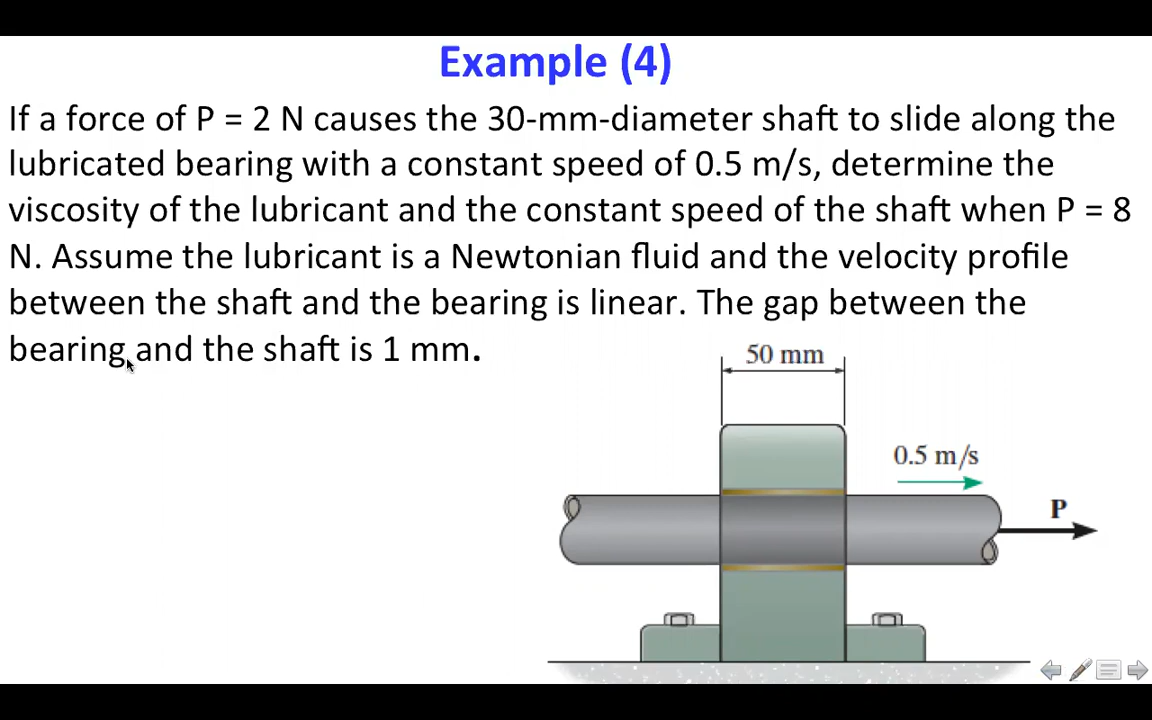 Example (4)
If a force of P = 2 N causes the 30-mm-diameter shaft to slide along the
lubricated bearing with a constant speed of 0.5 m/s, determine the
viscosity of the lubricant and the constant speed of the shaft when P = 8
N. Assume the lubricant is a Newtonian fluid and the velocity profile
between the shaft and the bearing is linear. The gap between the
bearing and the shaft is 1 mm.
50 mm
0.5 m/s
P